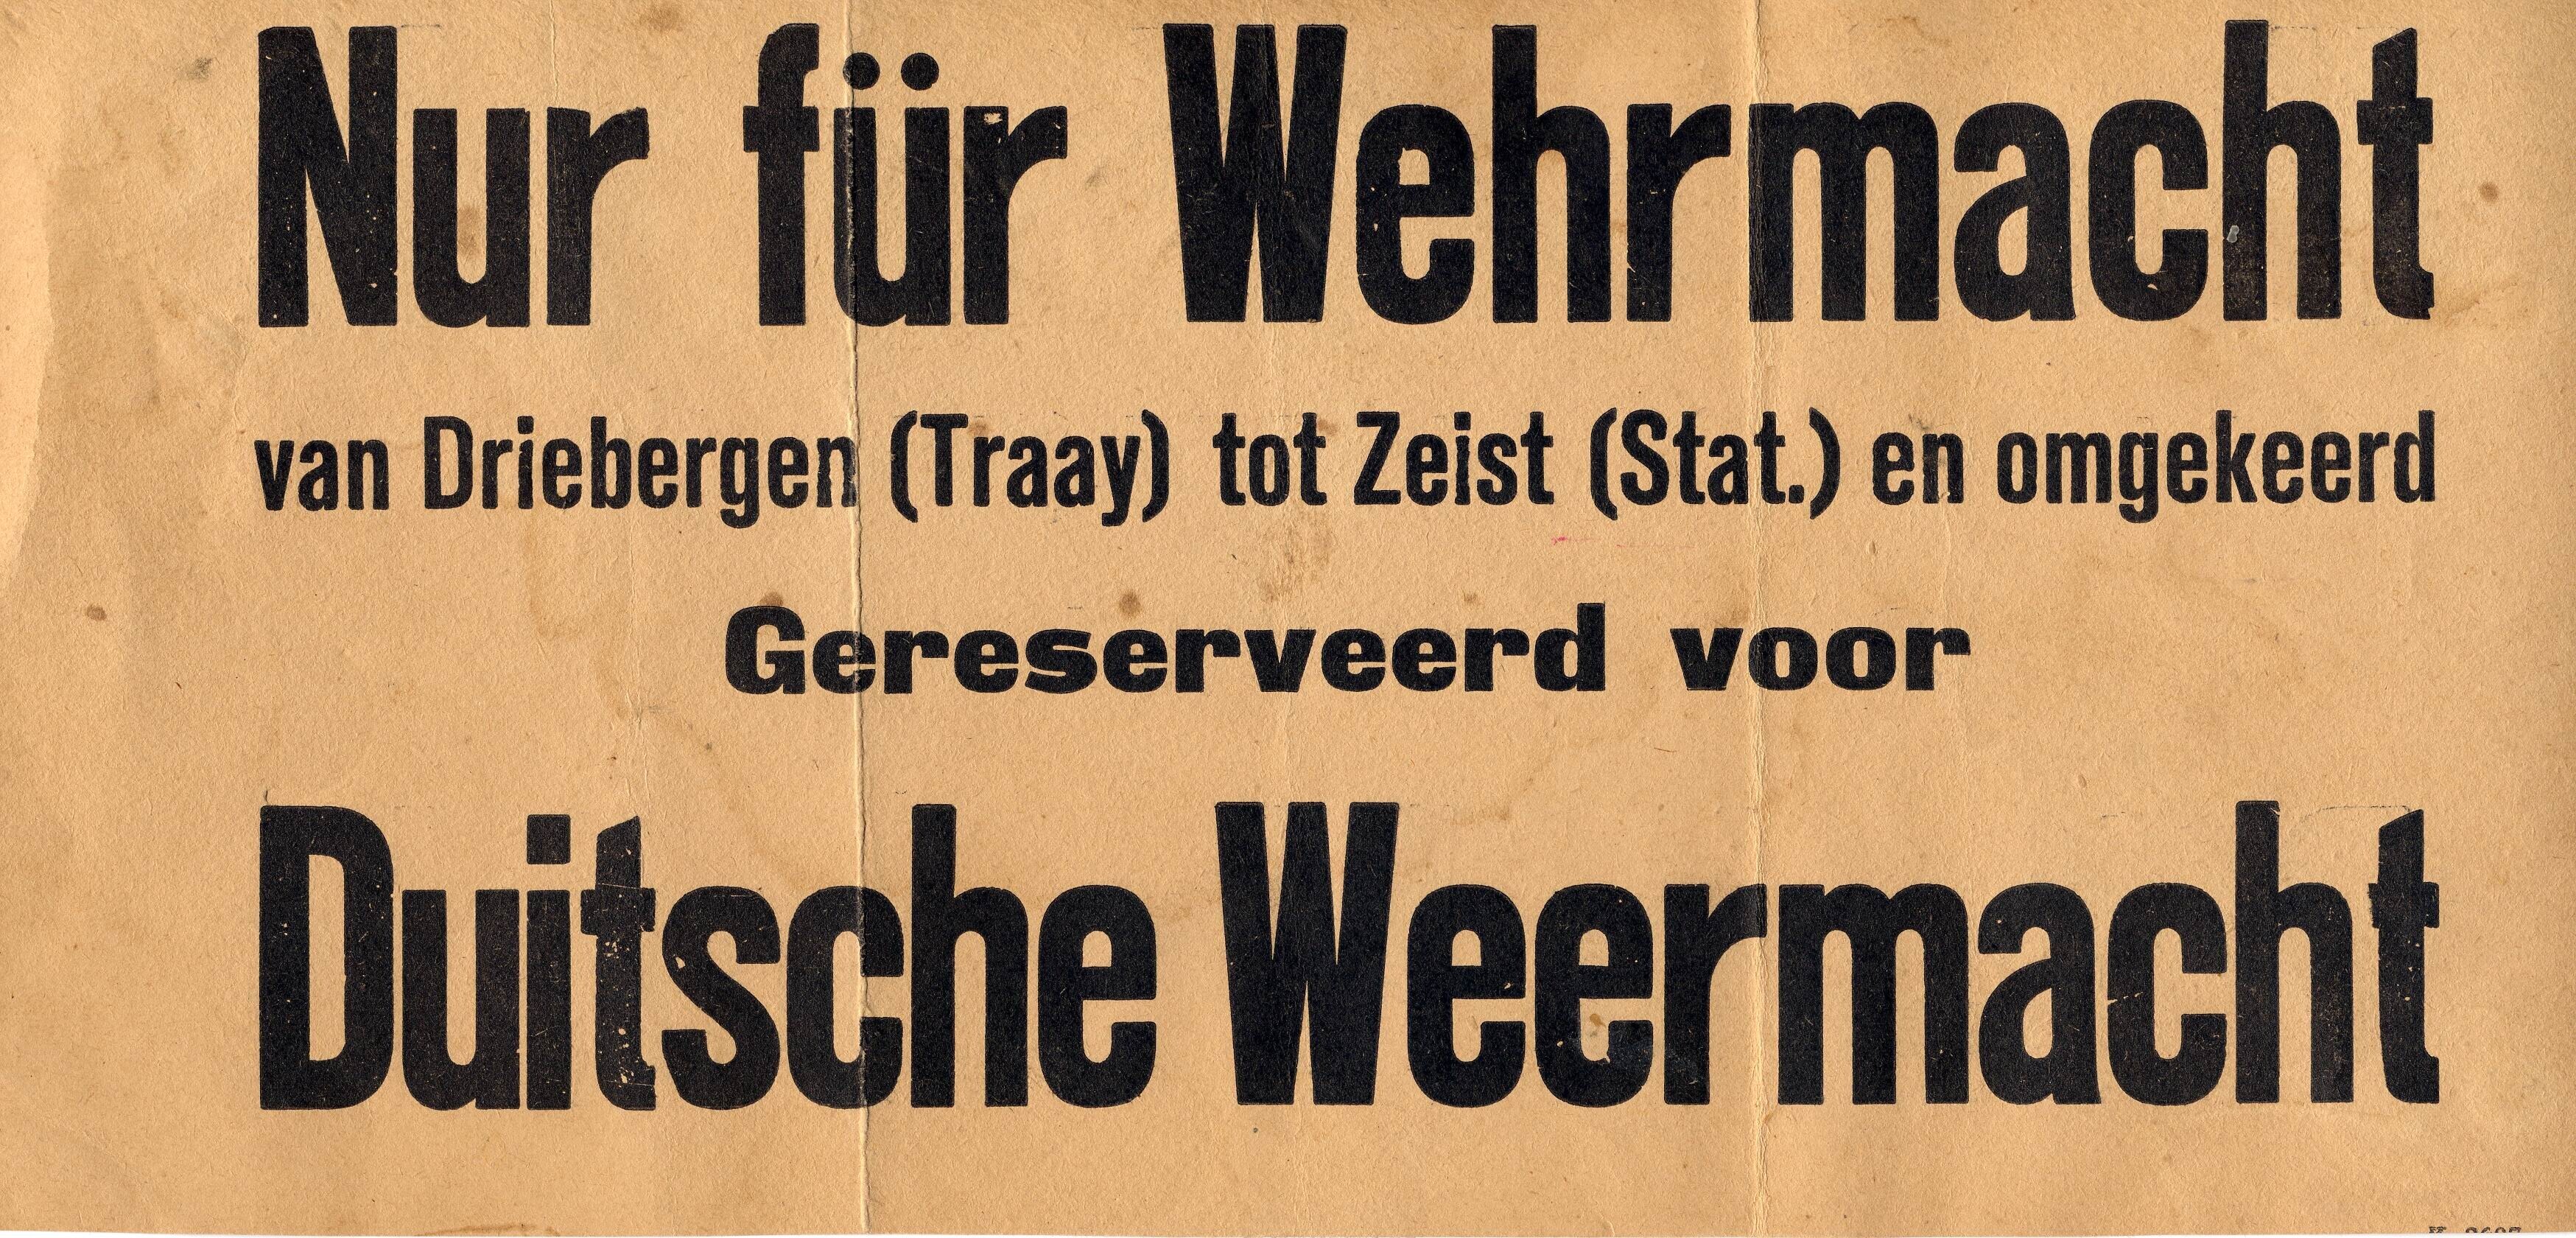 Nur für Wehrmacht
van Driebergen (Traay) tot Zeist (Stat.) en omgekeerd
Gereserveerd voor
Duitsche Weermacht